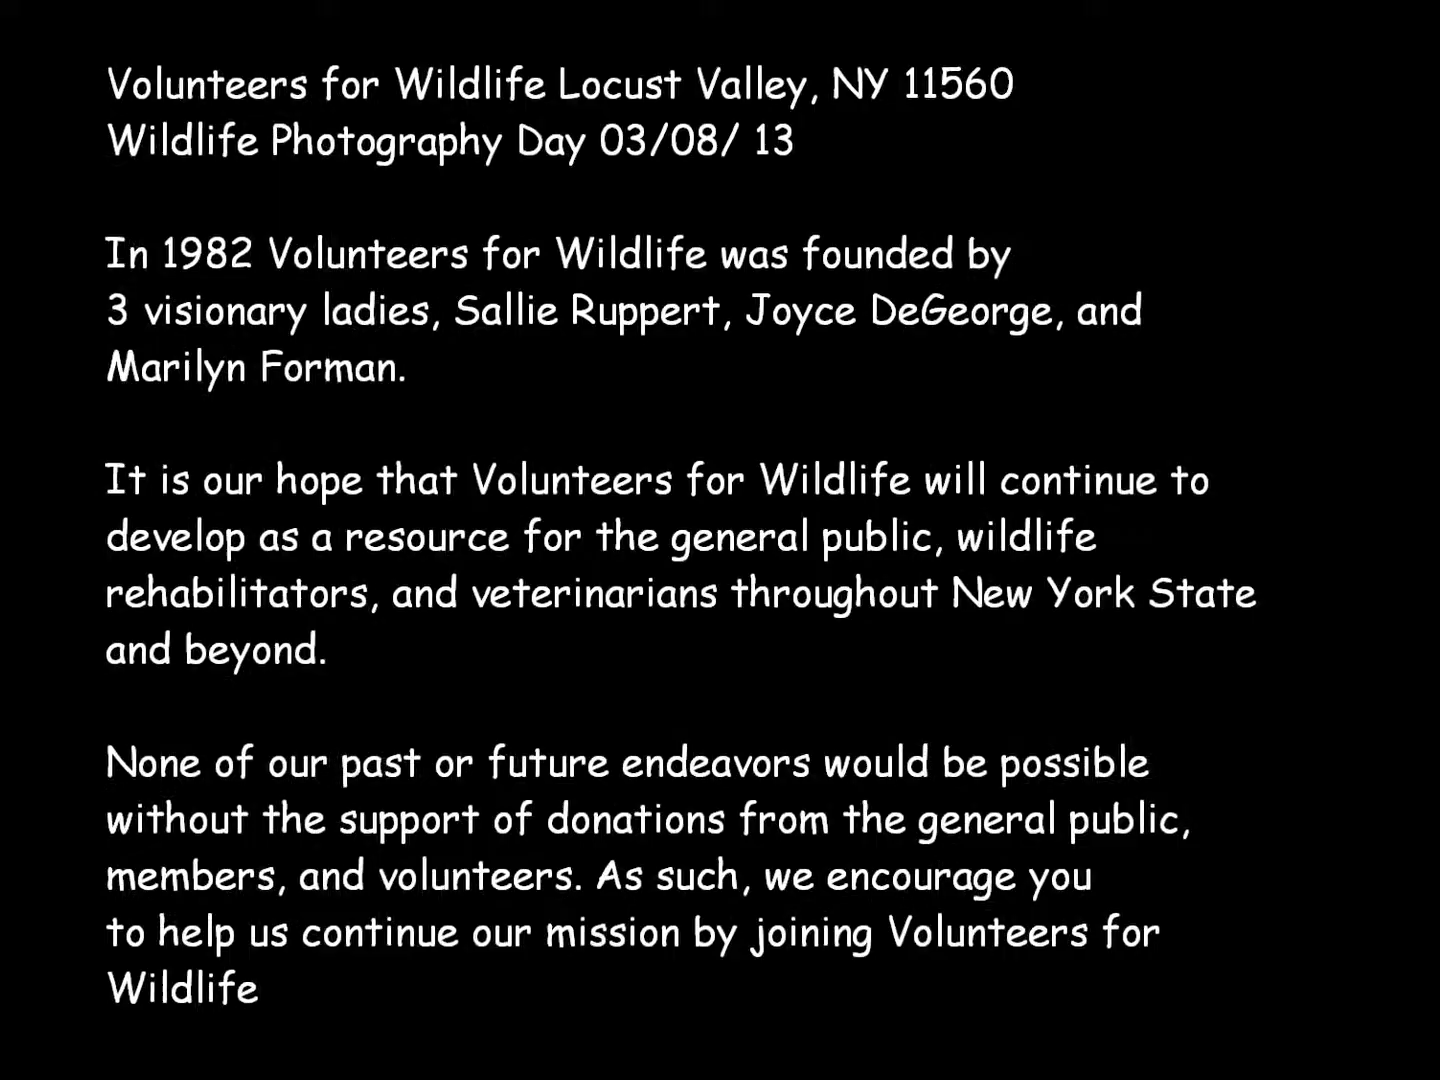 Volunteers for Wildlife Locust Valley, NY 11560
Wildlife Photography Day 03/08/ 13
In 1982 Volunteers for Wildlife was founded by
3 visionary ladies, Sallie Ruppert, Joyce DeGeorge, and
Marilyn Forman.
It is our hope that Volunteers for Wildlife will continue to
develop as a resource for the general public, wildlife
rehabilitators, and veterinarians throughout New York State
and beyond.
None of our past or future endeavors would be possible
without the support of donations from the general public,
members, and volunteers. As such, we encourage you
to help us continue our mission by joining Volunteers for
Wildlife